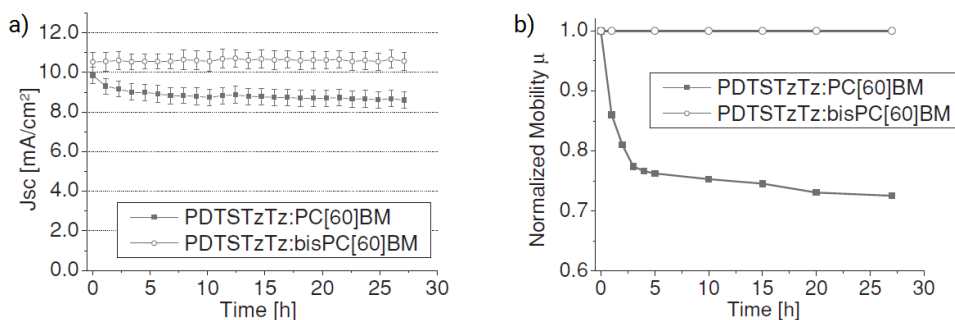 a)
Jsc [mA/cm²]
12.0
10.0
8.0
6.0
4.0
2.0
0.0
PDTSTzTz:PC[60]BM
PDTSTzTz:bisPC[60]BM
0 5 10 15 20 25 30
Time [h]
b)
Normalized Mobility μ
1.0
0.9
0.8
0.7
0.6
PDTSTzTz:PC[60]BM
PDTSTzTz:bisPC[60]BM
0 5 10 15 20 25 30
Time [h]